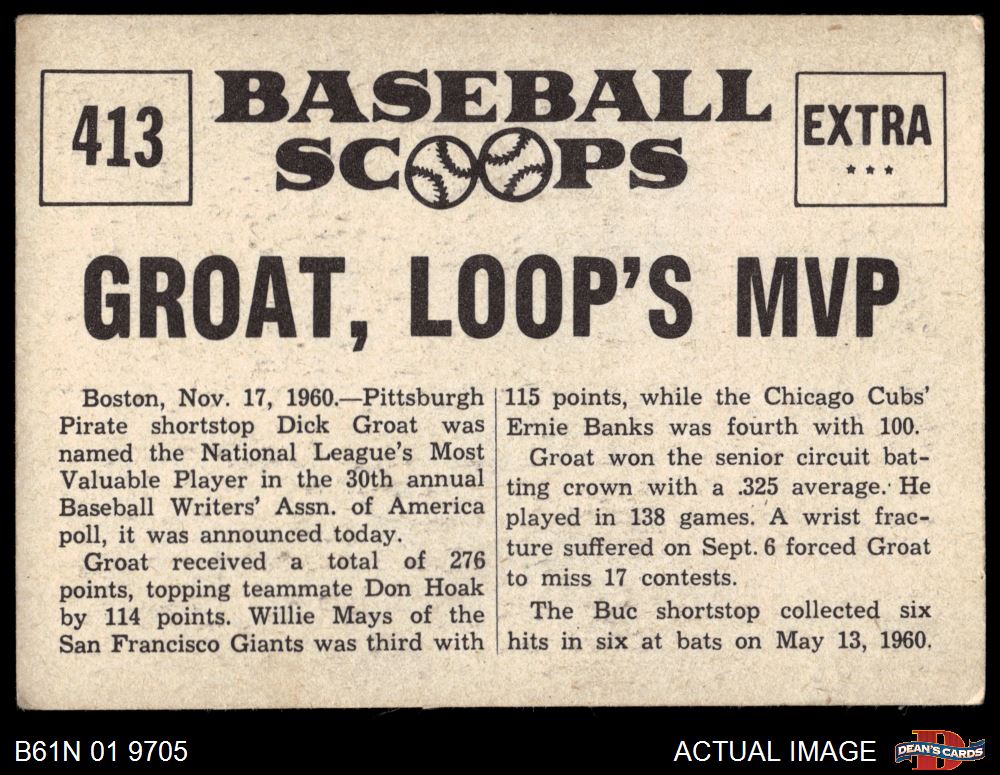 413
BASEBALL
SCOOPS
EXTRA
GROAT, LOOP'S MVP
Boston, Nov. 17, 1960.—Pittsburgh
Pirate shortstop Dick Groat was
named the National League's Most
Valuable Player in the 30th annual
Baseball Writers' Assn. of America
poll, it was announced today.
Groat received a total of 276
points, topping teammate Don Hoak
by 114 points. Willie Mays of the
San Francisco Giants was third with
115 points, while the Chicago Cubs'
Ernie Banks was fourth with 100.
Groat won the senior circuit bat-
ting crown with a .325 average. He
played in 138 games. A wrist frac-
ture suffered on Sept. 6 forced Groat
to miss 17 contests.
The Buc shortstop collected six
hits in six at bats on May 13, 1960.
B61N 01 9705
ACTUAL IMAGE
D
DEAN'S CARDS